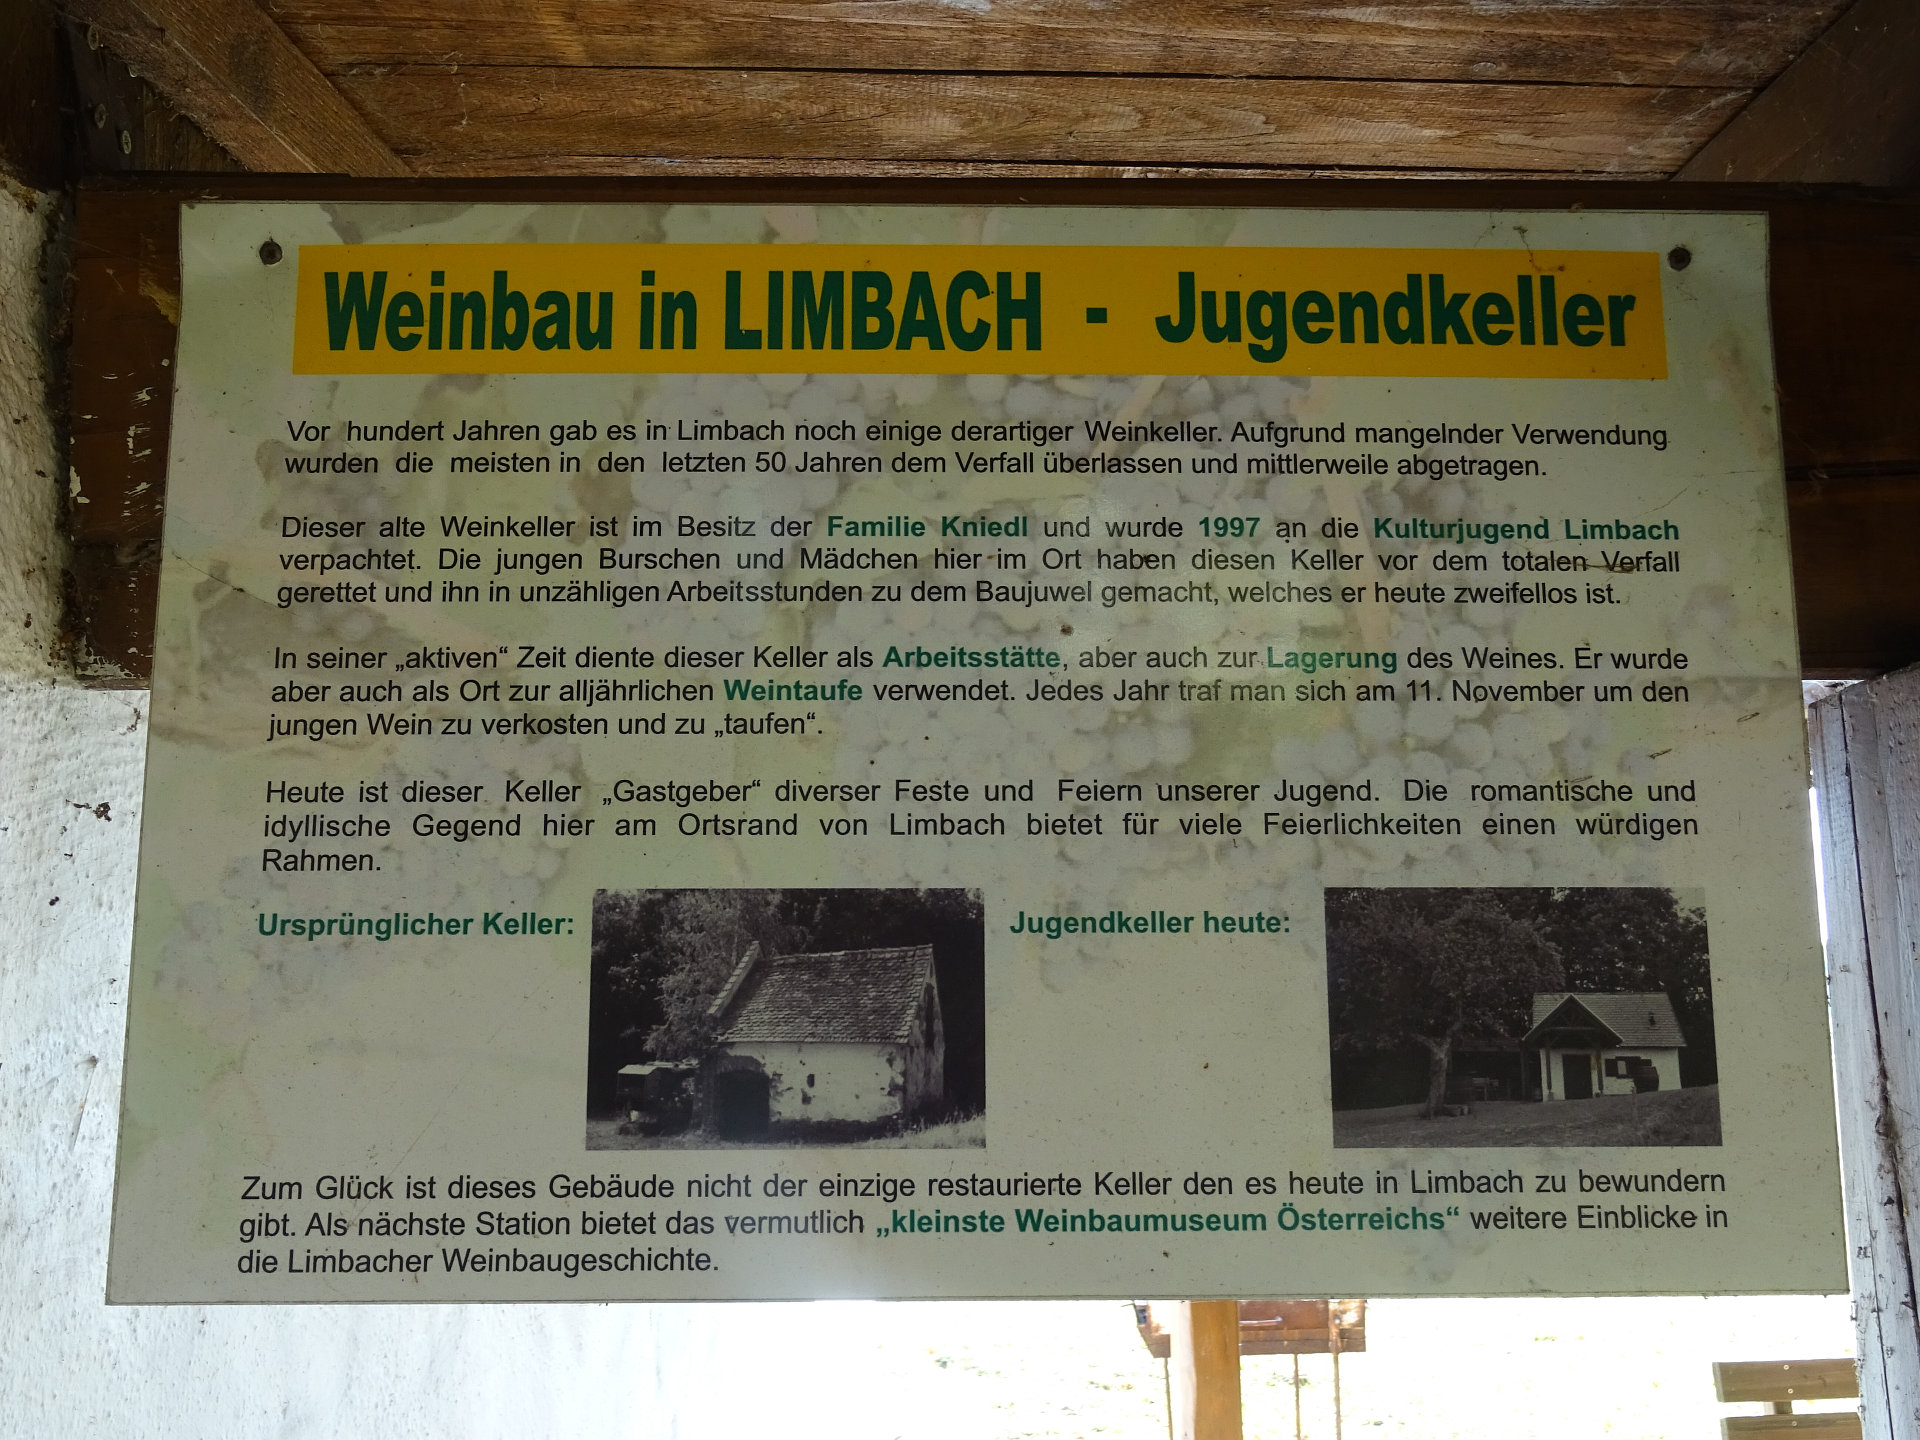 Weinbau in LIMBACH - Jugendkeller
Vor hundert Jahren gab es in Limbach noch einige derartiger Weinkeller. Aufgrund mangelnder Verwendung
wurden die meisten in den letzten 50 Jahren dem Verfall überlassen und mittlerweile abgetragen.
Dieser alte Weinkeller ist im Besitz der Familie Kniedl und wurde 1997 an die Kulturjugend Limbach
verpachtet. Die jungen Burschen und Mädchen hier im Ort haben diesen Keller vor dem totalen Verfall
gerettet und ihn in unzähligen Arbeitsstunden zu dem Baujuwel gemacht, welches er heute zweifellos ist.
In seiner „aktiven“ Zeit diente dieser Keller als Arbeitsstätte, aber auch zur Lagerung des Weines. Er wurde
aber auch als Ort zur alljährlichen Weintaufe verwendet. Jedes Jahr traf man sich am 11. November um den
jungen Wein zu verkosten und zu „taufen“.
Heute ist dieser Keller „Gastgeber“ diverser Feste und Feiern unserer Jugend. Die romantische und
idyllische Gegend hier am Ortsrand von Limbach bietet für viele Feierlichkeiten einen würdigen
Rahmen.
Ursprünglicher Keller: Jugendkeller heute:
Zum Glück ist dieses Gebäude nicht der einzige restaurierte Keller den es heute in Limbach zu bewundern
gibt. Als nächste Station bietet das vermutlich „kleinste Weinbaumuseum Österreichs“ weitere Einblicke in
die Limbacher Weinbaugeschichte.